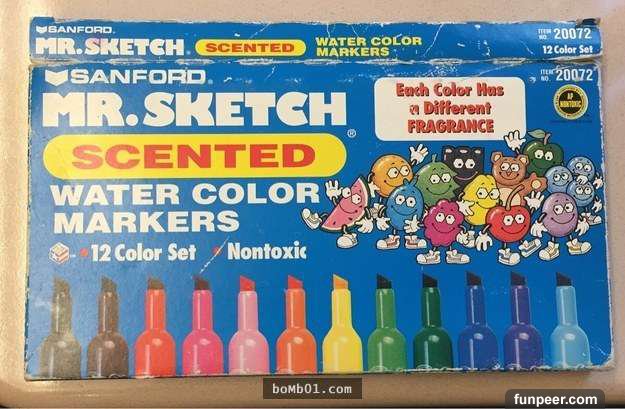 SANFORD®
MR. SKETCH® SCENTED WATER COLOR MARKERS
ITEM NO. 20072
12 Color Set
SANFORD®
ITEM NO. 20072
MR. SKETCH®
Each Color Has
a Different
FRAGRANCE
AP
NONTOXIC
SCENTED
WATER COLOR
MARKERS
12 Color Set Nontoxic
boMb01.com
funpeer.com